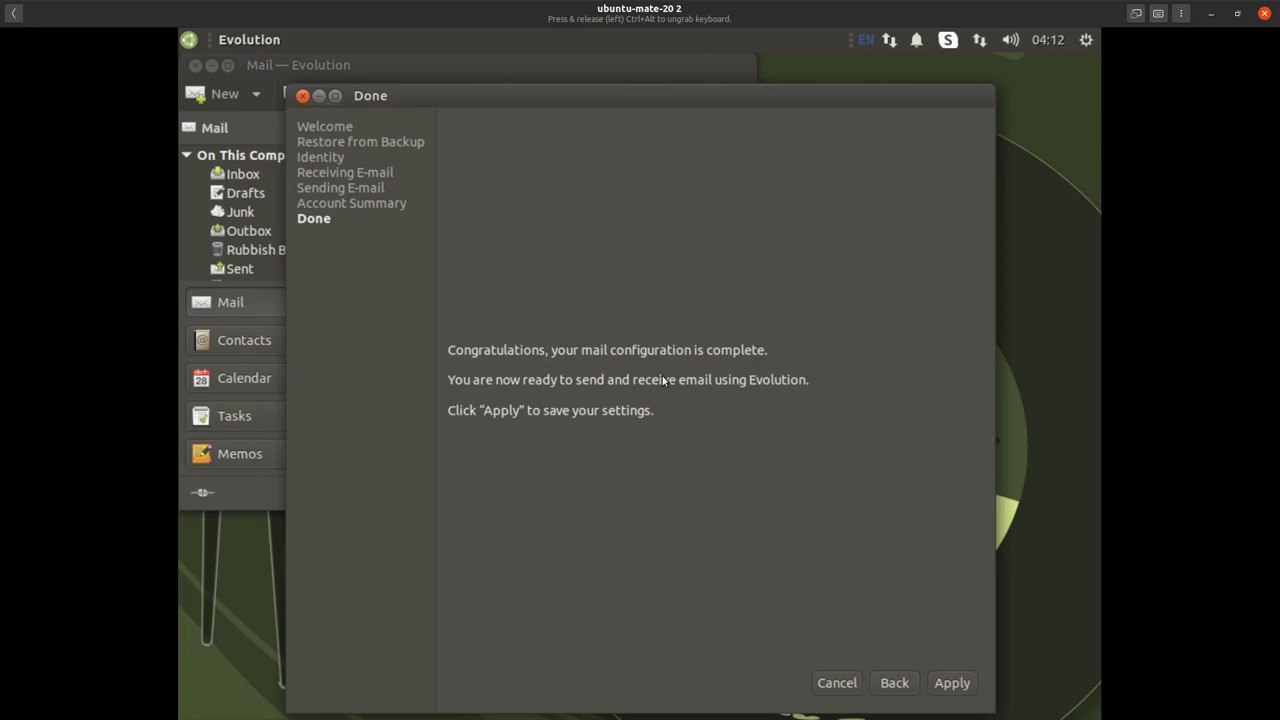 ubuntu-mate-20 2
Press & release (left) Ctrl+Alt to ungrab keyboard.
Evolution
EN
S
04:12
Mail — Evolution
New
Done
Mail
On This Comp
Inbox
Drafts
Junk
Outbox
Rubbish B
Sent
Mail
Contacts
28
Calendar
Tasks
Memos
Welcome
Restore from Backup
Identity
Receiving E-mail
Sending E-mail
Account Summary
Done
Congratulations, your mail configuration is complete.
You are now ready to send and receive email using Evolution.
Click “Apply” to save your settings.
Cancel
Back
Apply